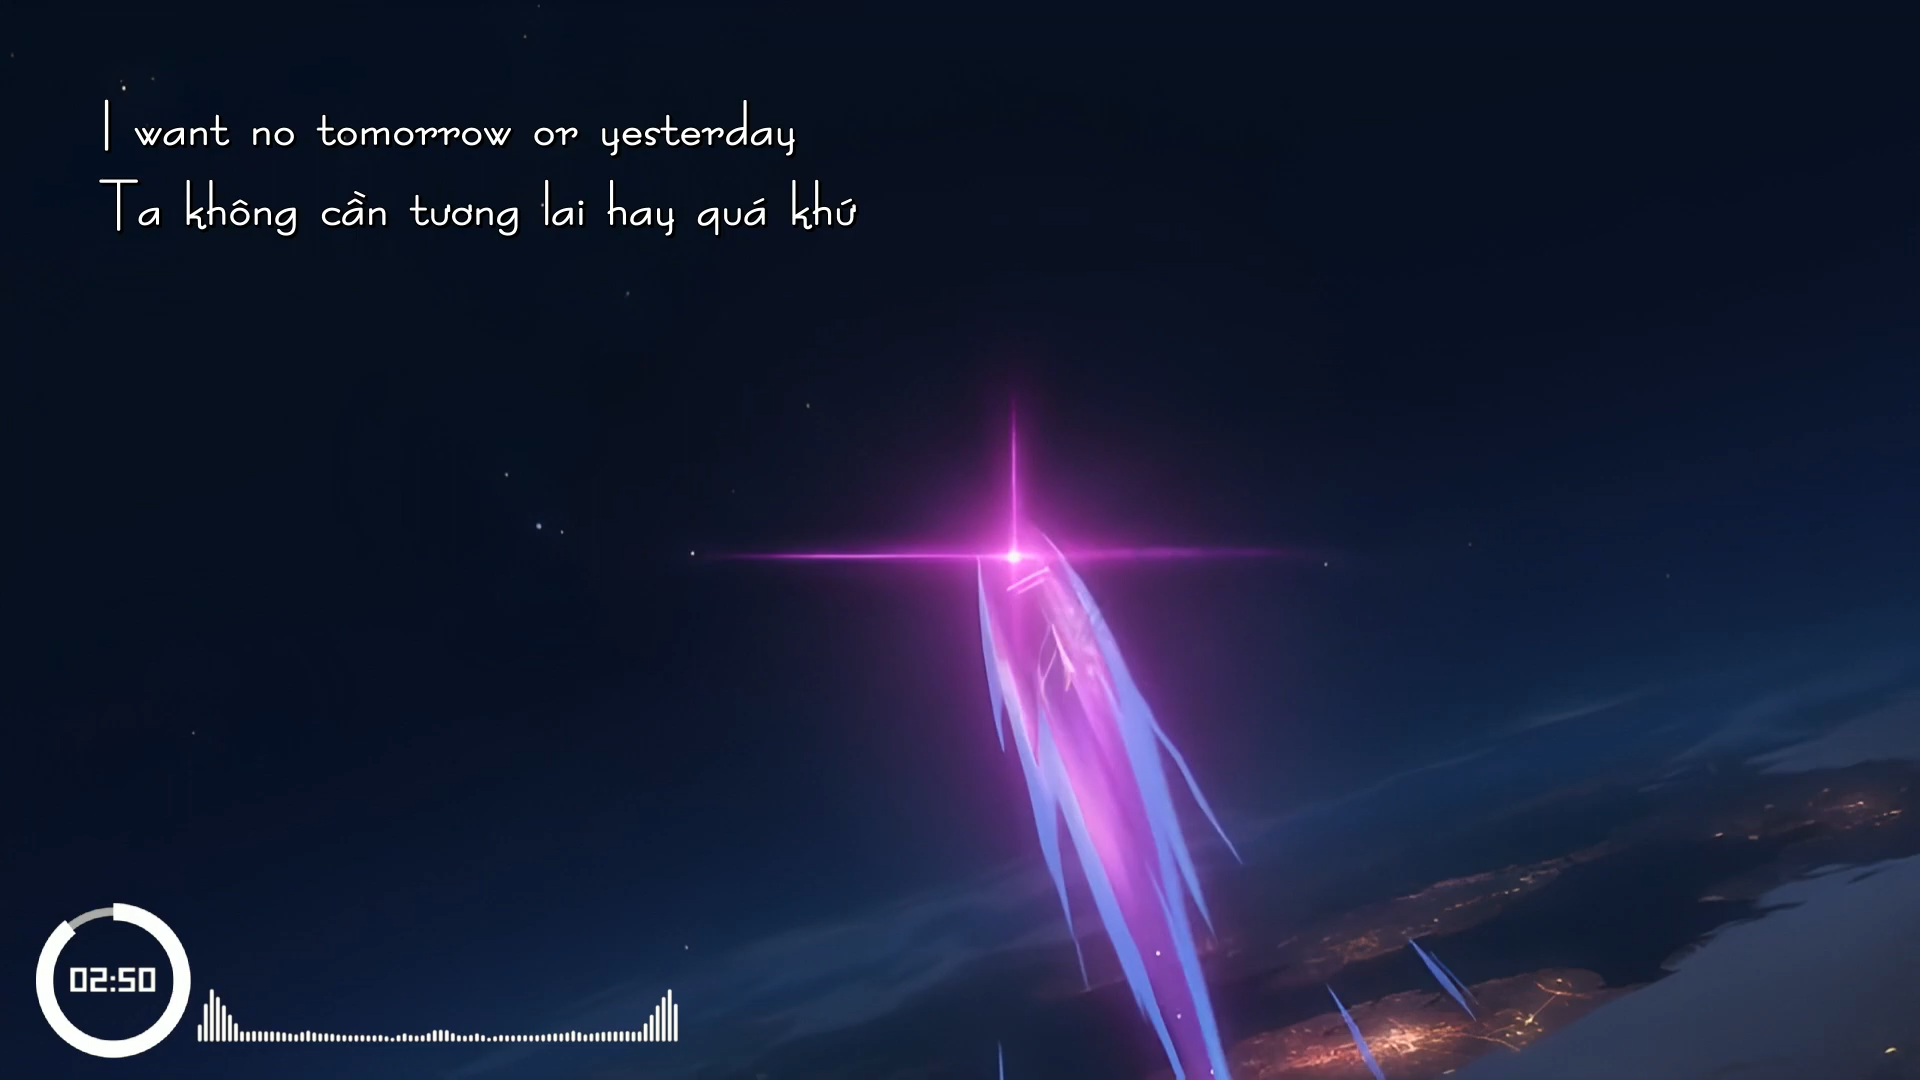 I want no tomorrow or yesterday
Ta không cần tương lai hay quá khứ
02:50